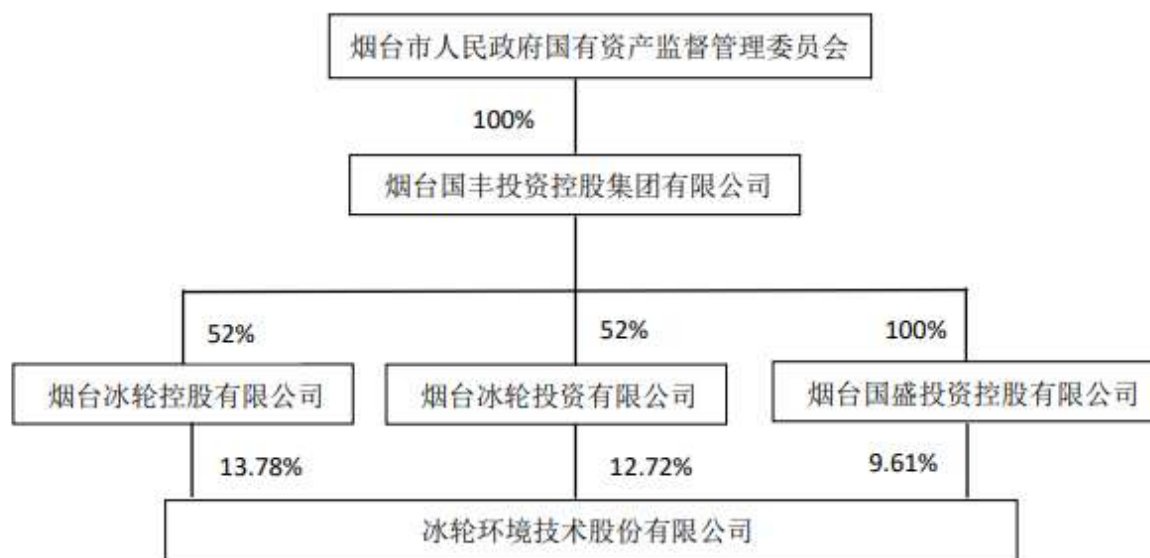 烟台市人民政府国有资产监督管理委员会
100%
烟台国丰投资控股集团有限公司
52%
52%
100%
烟台冰轮控股有限公司
烟台冰轮投资有限公司
烟台国盛投资控股有限公司
13.78%
12.72%
9.61%
冰轮环境技术股份有限公司